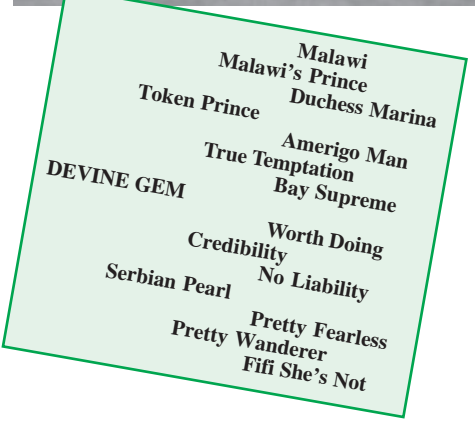 Malawi
Malawi's Prince
Duchess Marina
Token Prince
Amerigo Man
True Temptation
Bay Supreme
DEVINE GEM
Worth Doing
Credibility
No Liability
Serbian Pearl
Pretty Fearless
Pretty Wanderer
Fifi She's Not